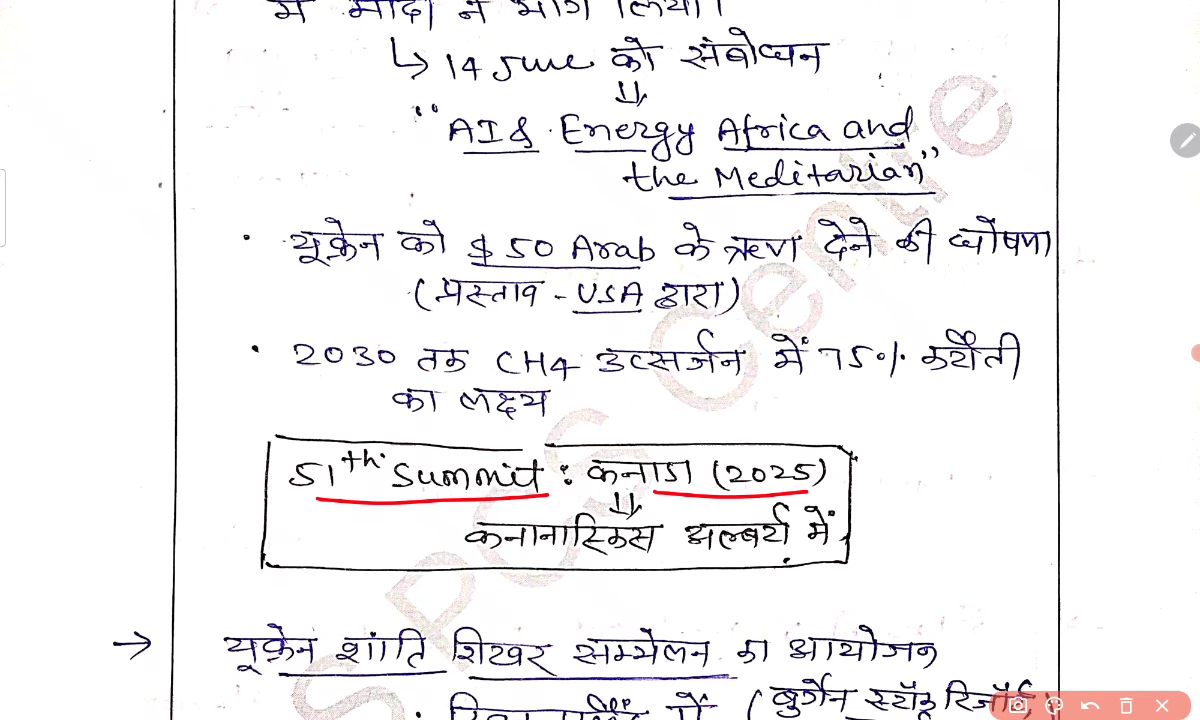 में मोदी ने भाग लिया।
↳ 14 June को संबोधन
⇓
"AI & Energy Africa and
the Meditarian"
• यूक्रेन को $ 50 Arab के ऋण देने की घोषणा
(प्रस्ताव - USA द्वारा)
• 2030 तक CH4 उत्सर्जन में 75% कटौती
का लक्ष्य
51th Summit : कनाडा (2025)
⇓
कनानास्किस अल्बर्टा में
→ यूक्रेन शांति शिखर सम्मेलन का आयोजन
में (बुर्गेन स्टॉक रिजॉर्ट)
Centre